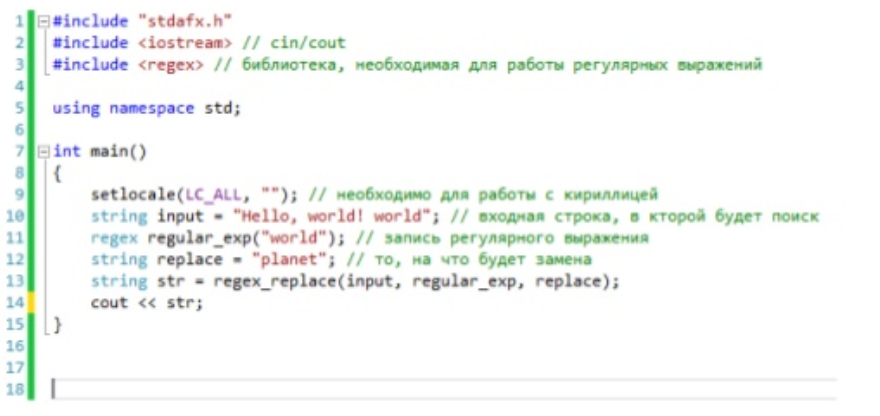 1 #include "stdafx.h"
2 #include <iostream> // cin/cout
3 #include <regex> // библиотека, необходимая для работы регулярных выражений
4
5 using namespace std;
6
7 int main()
8 {
9 setlocale(LC_ALL, ""); // необходимо для работы с кириллицей
10 string input = "Hello, world! world"; // входная строка, в кторой будет поиск
11 regex regular_exp("world"); // запись регулярного выражения
12 string replace = "planet"; // то, на что будет замена
13 string str = regex_replace(input, regular_exp, replace);
14 cout << str;
15 }
16
17
18